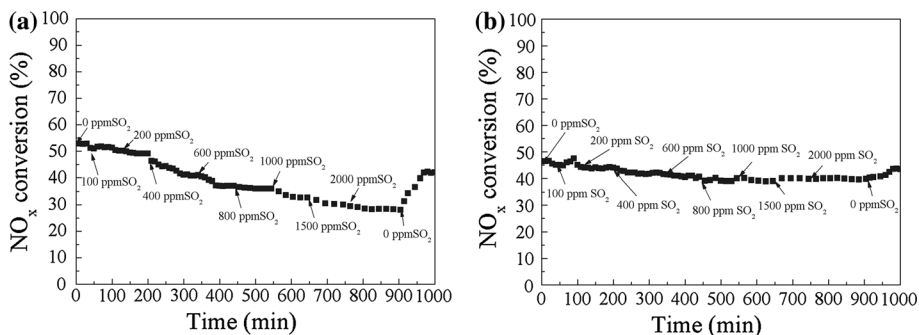 (a)
NOx conversion (%)
100
90
80
70
60
50
40
30
20
10
0
0 ppmSO2
100 ppmSO2
200 ppmSO2
400 ppmSO2
600 ppmSO2
800 ppmSO2
1000 ppmSO2
1500 ppmSO2
2000 ppmSO2
0 ppmSO2
0 100 200 300 400 500 600 700 800 900 1000
Time (min)
(b)
NOx conversion (%)
100
90
80
70
60
50
40
30
20
10
0
0 ppm SO2
100 ppm SO2
200 ppm SO2
400 ppm SO2
600 ppm SO2
800 ppm SO2
1000 ppm SO2
1500 ppm SO2
2000 ppm SO2
0 ppm SO2
0 100 200 300 400 500 600 700 800 900 1000
Time (min)